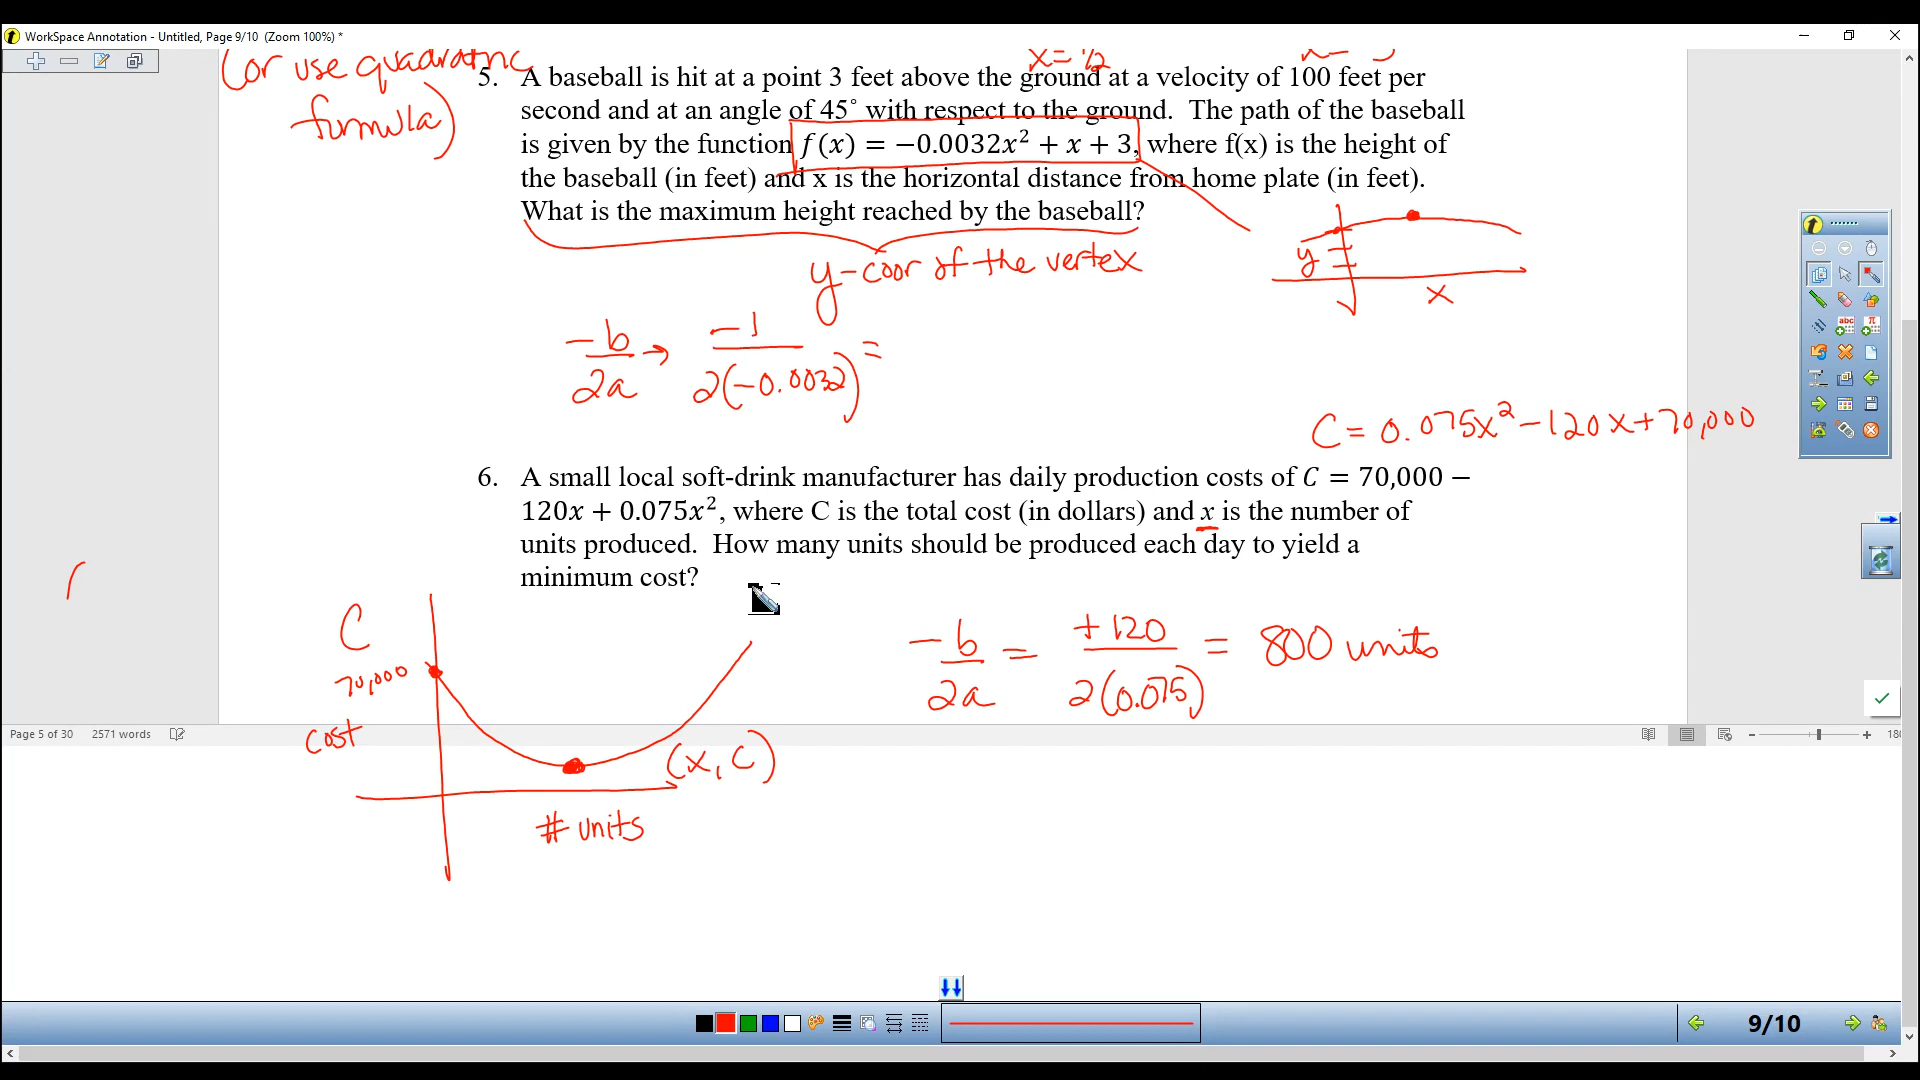 WorkSpace Annotation - Untitled, Page 9/10 (Zoom 100%) *
(or use quadratic
formula)
x = 1/2
5. A baseball is hit at a point 3 feet above the ground at a velocity of 100 feet per
second and at an angle of 45° with respect to the ground. The path of the baseball
is given by the function f(x) = −0.0032x² + x + 3, where f(x) is the height of
the baseball (in feet) and x is the horizontal distance from home plate (in feet).
What is the maximum height reached by the baseball?
y-coor of the vertex
y
x
-b/2a → -1/2(-0.0032) =
C = 0.075x² - 120x + 70,000
6. A small local soft-drink manufacturer has daily production costs of C = 70,000 −
120x + 0.075x², where C is the total cost (in dollars) and x is the number of
units produced. How many units should be produced each day to yield a
minimum cost?
C
70,000
cost
-b/2a = +120/2(0.075) = 800 units
(x, C)
# units
Page 5 of 30 2571 words
abc
π
9/10